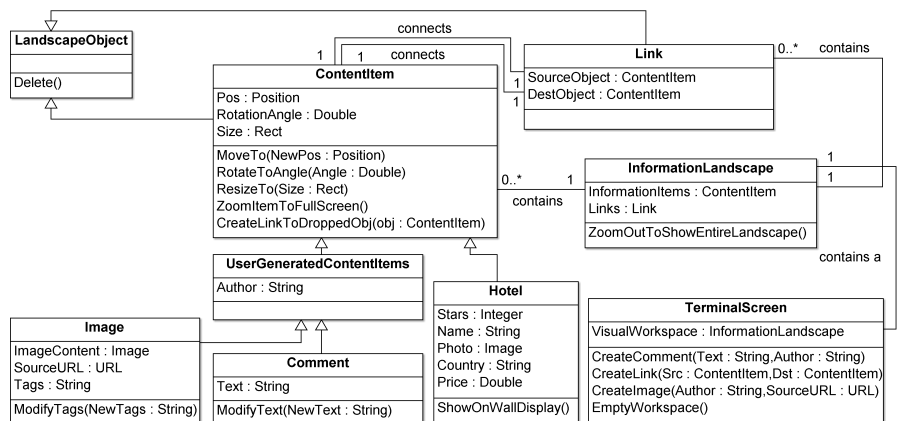 LandscapeObject
Delete()
connects
1
1
connects
1
1
ContentItem
Pos : Position
RotationAngle : Double
Size : Rect
MoveTo(NewPos : Position)
RotateToAngle(Angle : Double)
ResizeTo(Size : Rect)
ZoomItemToFullScreen()
CreateLinkToDroppedObj(obj : ContentItem)
Link
SourceObject : ContentItem
DestObject : ContentItem
0..*
contains
0..*
1
contains
InformationLandscape
InformationItems : ContentItem
Links : Link
ZoomOutToShowEntireLandscape()
1
1
contains a
UserGeneratedContentItems
Author : String
Image
ImageContent : Image
SourceURL : URL
Tags : String
ModifyTags(NewTags : String)
Comment
Text : String
ModifyText(NewText : String)
Hotel
Stars : Integer
Name : String
Photo : Image
Country : String
Price : Double
ShowOnWallDisplay()
TerminalScreen
VisualWorkspace : InformationLandscape
CreateComment(Text : String,Author : String)
CreateLink(Src : ContentItem,Dst : ContentItem)
CreateImage(Author : String,SourceURL : URL)
EmptyWorkspace()